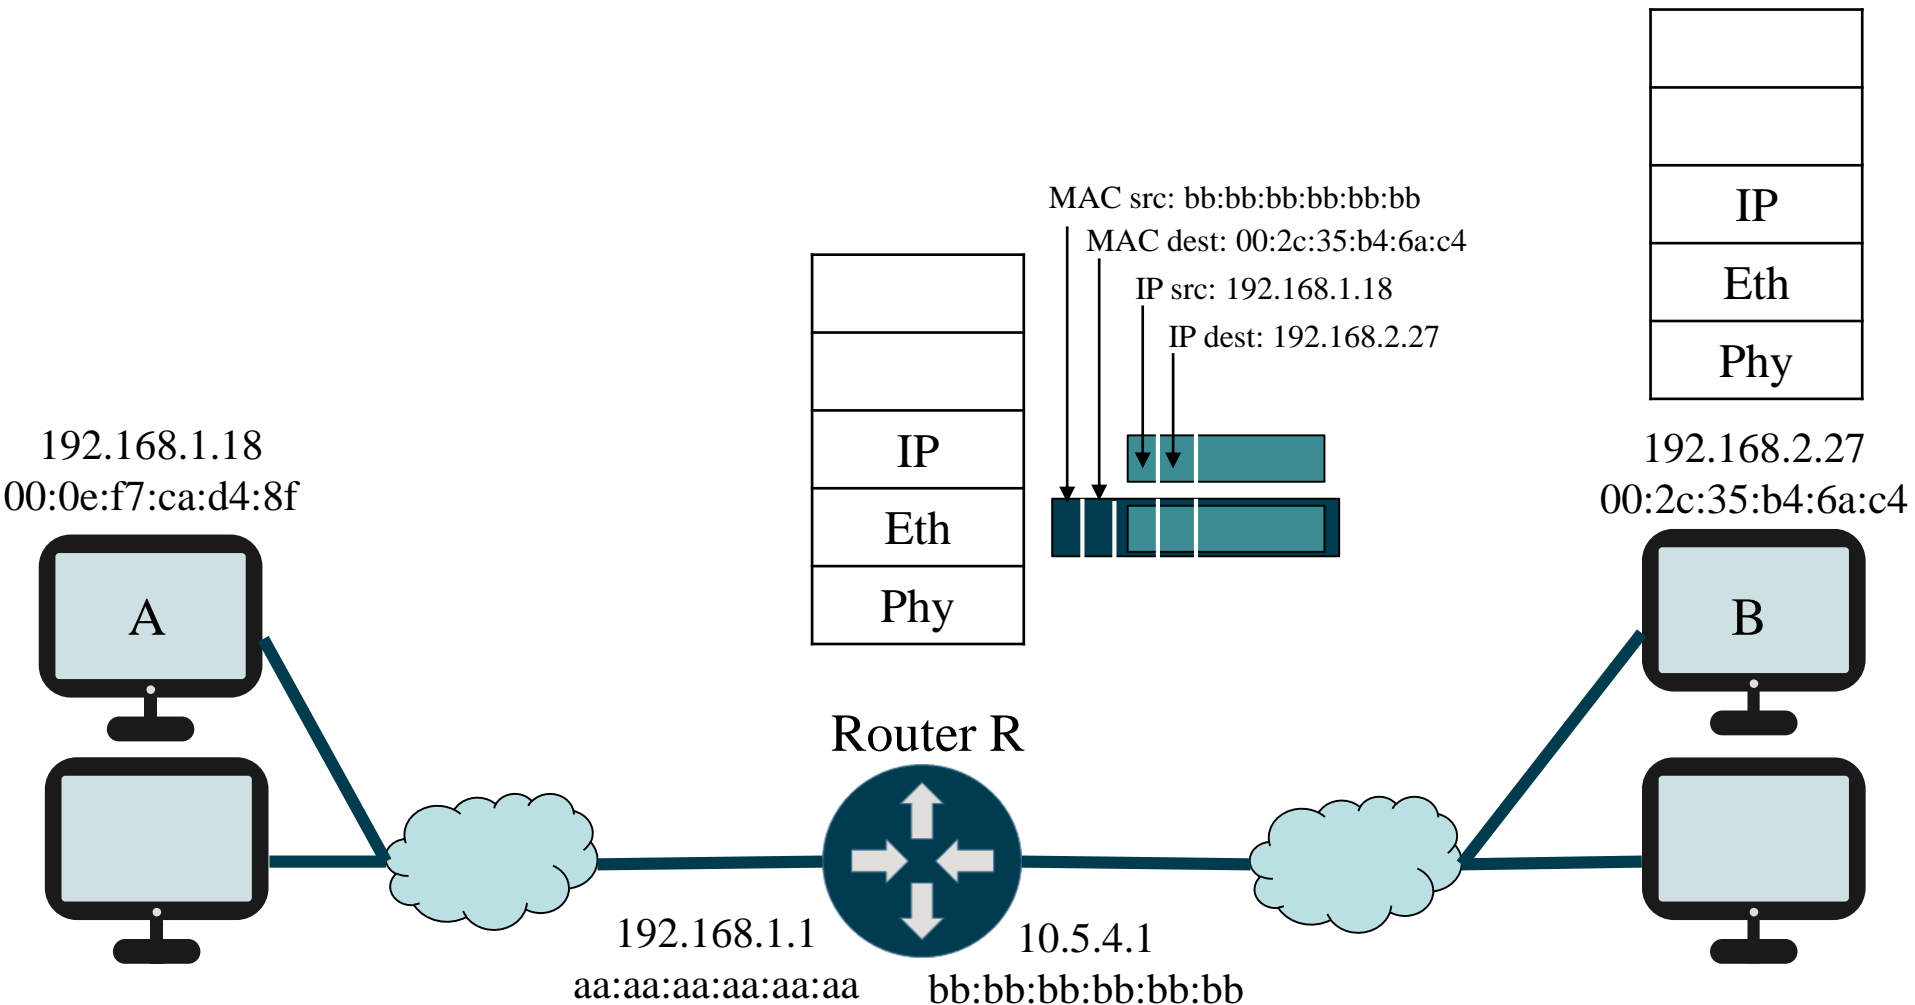 IP
Eth
Phy
MAC src: bb:bb:bb:bb:bb:bb
MAC dest: 00:2c:35:b4:6a:c4
IP src: 192.168.1.18
IP dest: 192.168.2.27
IP
Eth
Phy
192.168.1.18
00:0e:f7:ca:d4:8f
192.168.2.27
00:2c:35:b4:6a:c4
A
B
Router R
192.168.1.1
aa:aa:aa:aa:aa:aa
10.5.4.1
bb:bb:bb:bb:bb:bb